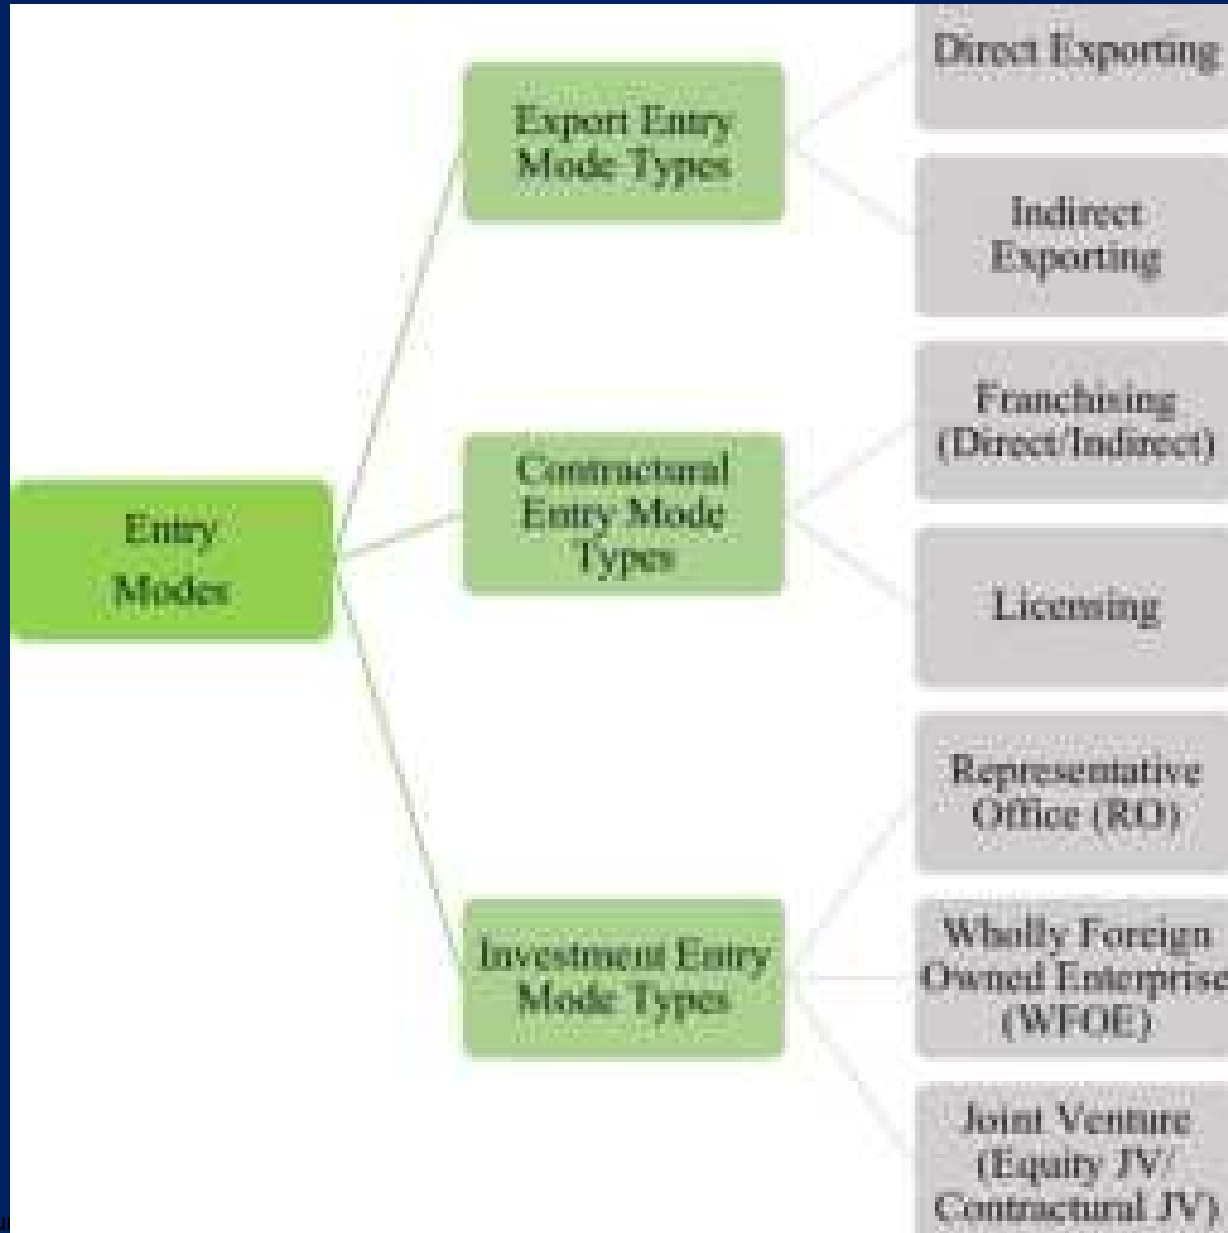 Direct Exporting
Export Entry
Mode Types
Indirect
Exporting
Franchising
(Direct/Indirect)
Contractural
Entry Mode
Types
Entry
Modes
Licensing
Representative
Office (RO)
Investment Entry
Mode Types
Wholly Foreign
Owned Enterprise
(WFOE)
Joint Venture
(Equity JV/
Contractural JV)